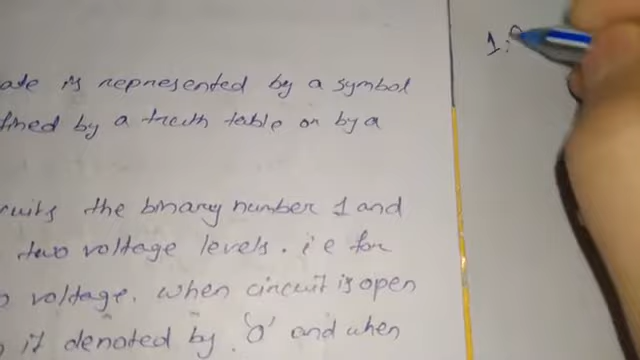 ate is represented by a symbol
fined by a truth table or by a
cuits the binary number 1 and
two voltage levels. i e for
voltage. when circuit is open
it denoted by '0' and when
1,